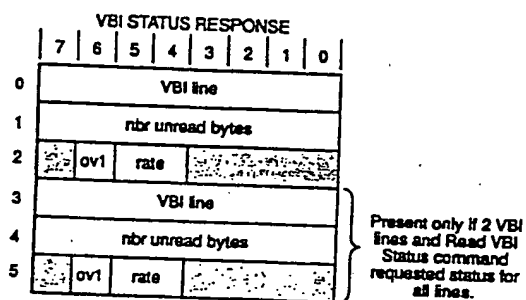 VBI STATUS RESPONSE
7 6 5 4 3 2 1 0
0 VBI line
1 nbr unread bytes
2 ov1 rate
3 VBI line
4 nbr unread bytes
5 ov1 rate
Present only if 2 VBI
lines and Read VBI
Status command
requested status for
all lines.